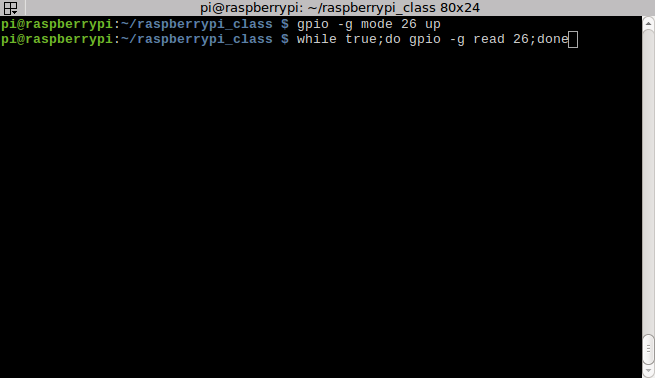 pi@raspberrypi: ~/raspberrypi_class 80x24
pi@raspberrypi:~/raspberrypi_class $ gpio -g mode 26 up
pi@raspberrypi:~/raspberrypi_class $ while true;do gpio -g read 26;done